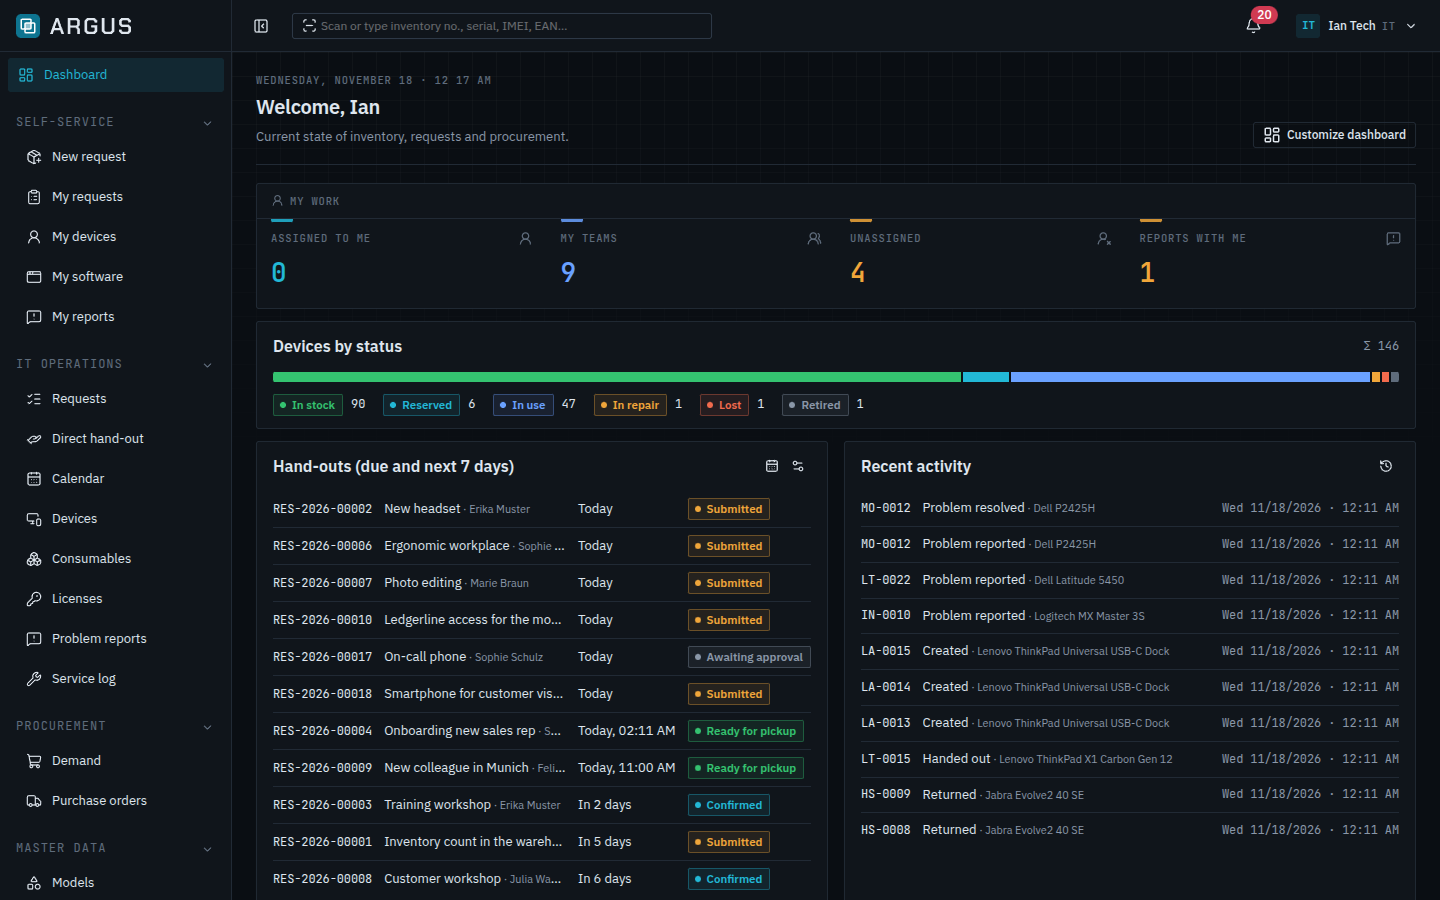 ARGUS
Scan or type inventory no., serial, IMEI, EAN...
20
IT Ian Tech IT
Dashboard
SELF-SERVICE
New request
My requests
My devices
My software
My reports
IT OPERATIONS
Requests
Direct hand-out
Calendar
Devices
Consumables
Licenses
Problem reports
Service log
PROCUREMENT
Demand
Purchase orders
MASTER DATA
Models
WEDNESDAY, NOVEMBER 18 · 12 17 AM
Welcome, Ian
Current state of inventory, requests and procurement.
Customize dashboard
MY WORK
ASSIGNED TO ME
0
MY TEAMS
9
UNASSIGNED
4
REPORTS WITH ME
1
Devices by status
Σ 146
In stock 90 Reserved 6 In use 47 In repair 1 Lost 1 Retired 1
Hand-outs (due and next 7 days)
RES-2026-00002 New headset · Erika Muster Today Submitted
RES-2026-00006 Ergonomic workplace · Sophie ... Today Submitted
RES-2026-00007 Photo editing · Marie Braun Today Submitted
RES-2026-00010 Ledgerline access for the mo... Today Submitted
RES-2026-00017 On-call phone · Sophie Schulz Today Awaiting approval
RES-2026-00018 Smartphone for customer vis... Today Submitted
RES-2026-00004 Onboarding new sales rep · S... Today, 02:11 AM Ready for pickup
RES-2026-00009 New colleague in Munich · Feli... Today, 11:00 AM Ready for pickup
RES-2026-00003 Training workshop · Erika Muster In 2 days Confirmed
RES-2026-00001 Inventory count in the wareh... In 5 days Submitted
RES-2026-00008 Customer workshop · Julia Wa... In 6 days Confirmed
Recent activity
MO-0012 Problem resolved · Dell P2425H Wed 11/18/2026 · 12:11 AM
MO-0012 Problem reported · Dell P2425H Wed 11/18/2026 · 12:11 AM
LT-0022 Problem reported · Dell Latitude 5450 Wed 11/18/2026 · 12:11 AM
IN-0010 Problem reported · Logitech MX Master 3S Wed 11/18/2026 · 12:11 AM
LA-0015 Created · Lenovo ThinkPad Universal USB-C Dock Wed 11/18/2026 · 12:11 AM
LA-0014 Created · Lenovo ThinkPad Universal USB-C Dock Wed 11/18/2026 · 12:11 AM
LA-0013 Created · Lenovo ThinkPad Universal USB-C Dock Wed 11/18/2026 · 12:11 AM
LT-0015 Handed out · Lenovo ThinkPad X1 Carbon Gen 12 Wed 11/18/2026 · 12:11 AM
HS-0009 Returned · Jabra Evolve2 40 SE Wed 11/18/2026 · 12:11 AM
HS-0008 Returned · Jabra Evolve2 40 SE Wed 11/18/2026 · 12:11 AM